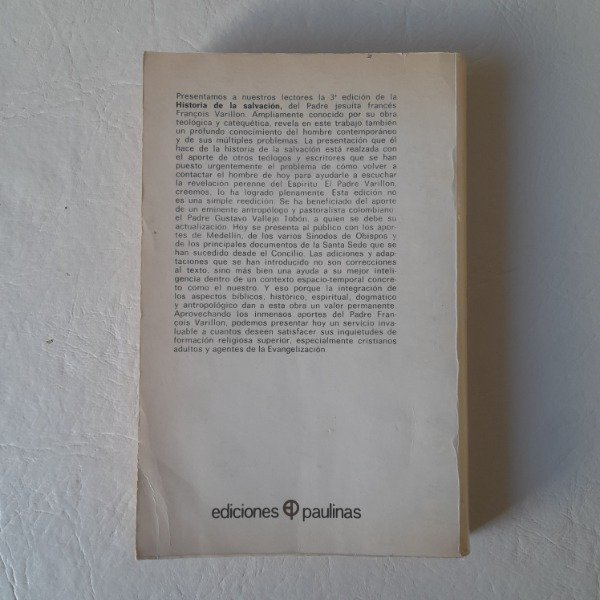 Presentamos a nuestros lectores la 3ª edición de la
Historia de la salvación, del Padre jesuita francés
François Varillon. Ampliamente conocido por su obra
teológica y catequética, revela en este trabajo también
un profundo conocimiento del hombre contemporáneo
y de sus múltiples problemas. La presentación que él
hace de la historia de la salvación está realzada con
el aporte de otros teólogos y escritores que se han
puesto urgentemente el problema de cómo volver a
contactar el hombre de hoy para ayudarle a escuchar
la revelación perenne del Espíritu. El Padre Varillon,
creemos, lo ha logrado plenamente. Esta edición no
es una simple reedición. Se ha beneficiado del aporte
de un eminente antropólogo y pastoralista colombiano:
el Padre Gustavo Vallejo Tobón, a quien se debe su
actualización. Hoy se presenta al público con los apor-
tes de Medellín, de los varios Sínodos de Obispos y
de los principales documentos de la Santa Sede que se
han sucedido desde el Concilio. Las adiciones y adap-
taciones que se han introducido no son correcciones
al texto, sino más bien una ayuda a su mejor inteli-
gencia dentro de un contexto espacio-temporal concre-
to como el nuestro. Y eso porque la integración de
los aspectos bíblicos, histórico, espiritual, dogmático
y antropológico dan a esta obra un valor permanente.
Aprovechando los inmensos aportes del Padre Fran-
çois Varillon, podemos presentar hoy un servicio inva-
luable a cuantos deseen satisfacer sus inquietudes de
formación religiosa superior, especialmente cristianos
adultos y agentes de la Evangelización
ediciones EP paulinas